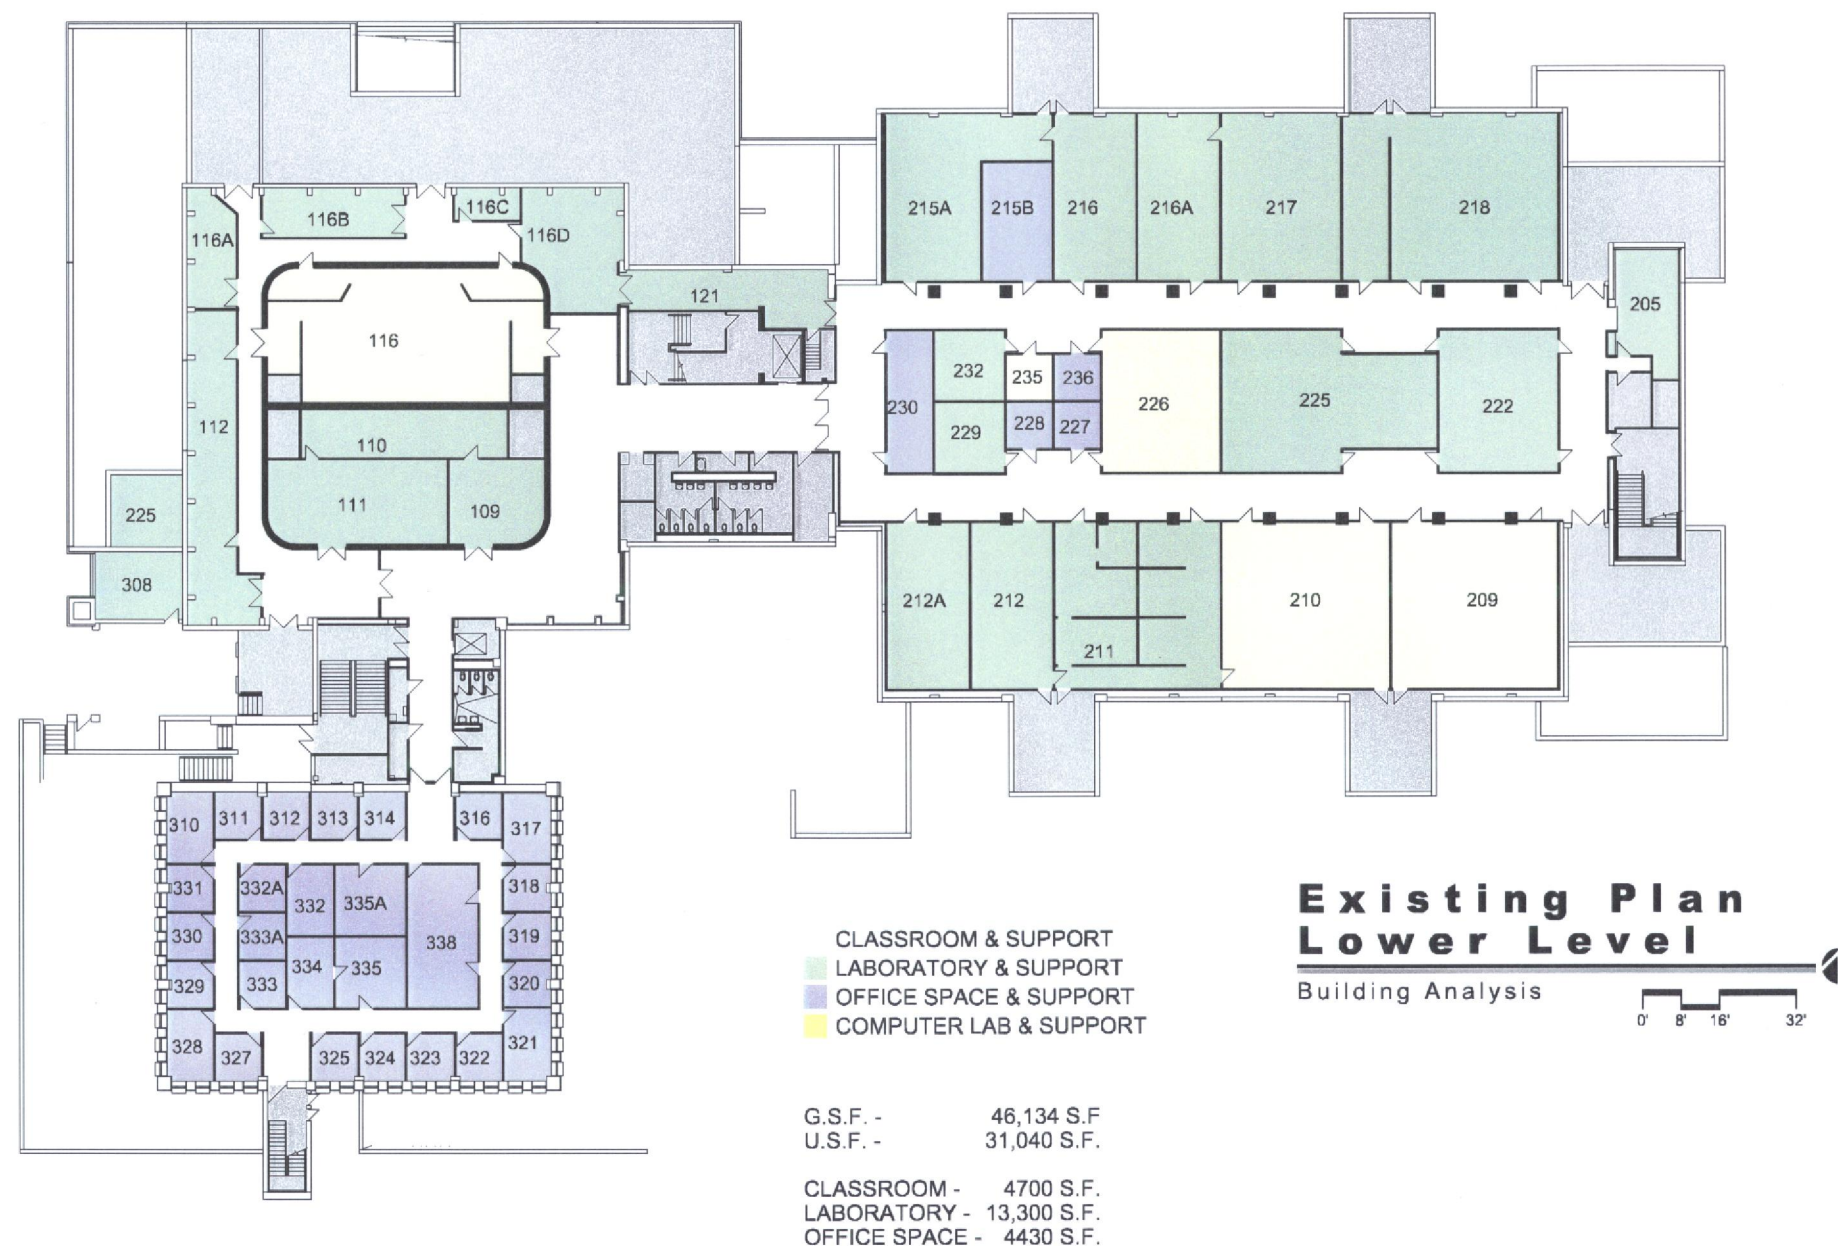 215A 215B 216 216A 217 218
116A 116B 116C 116D
121 205
116
232 235 236
230 226 225 222
229 228 227
112 110
111 109
225
308
212A 212 211 210 209
310 311 312 313 314 316 317
331 332A 332 335A 338 318
330 333A 319
329 333 334 335 320
328 327 325 324 323 322 321
Existing Plan
Lower Level
Building Analysis
0' 8' 16' 32'
CLASSROOM & SUPPORT
LABORATORY & SUPPORT
OFFICE SPACE & SUPPORT
COMPUTER LAB & SUPPORT
G.S.F. - 46,134 S.F
U.S.F. - 31,040 S.F.
CLASSROOM - 4700 S.F.
LABORATORY - 13,300 S.F.
OFFICE SPACE - 4430 S.F.